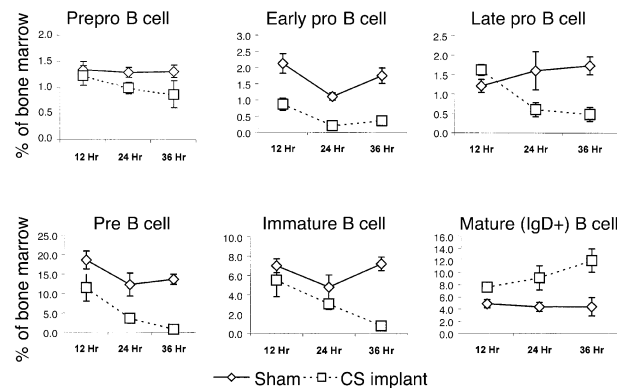 Prepro B cell
Early pro B cell
Late pro B cell
% of bone marrow
2.0
1.5
1.0
0.5
0.0
12 Hr 24 Hr 36 Hr
3.0
2.5
2.0
1.5
1.0
0.5
0.0
12 Hr 24 Hr 36 Hr
2.5
2.0
1.5
1.0
0.5
0.0
12 Hr 24 Hr 36 Hr
Pre B cell
Immature B cell
Mature (IgD+) B cell
% of bone marrow
25.0
20.0
15.0
10.0
5.0
0.0
12 Hr 24 Hr 36 Hr
10.0
8.0
6.0
4.0
2.0
0.0
12 Hr 24 Hr 36 Hr
16.0
14.0
12.0
10.0
8.0
6.0
4.0
2.0
0.0
12 Hr 24 Hr 36 Hr
Sham
CS implant